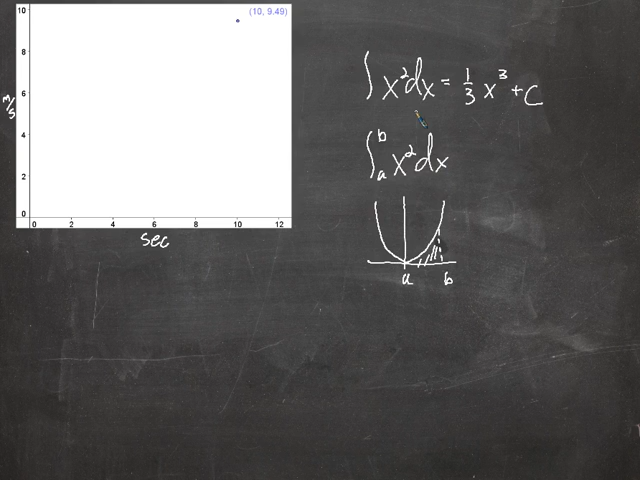 (10, 9.49)
10
8
6
4
2
0
m/s
0 2 4 6 8 10 12
sec
∫ x²dx = 1/3 x³ + C
∫ₐᵇ x²dx
a b